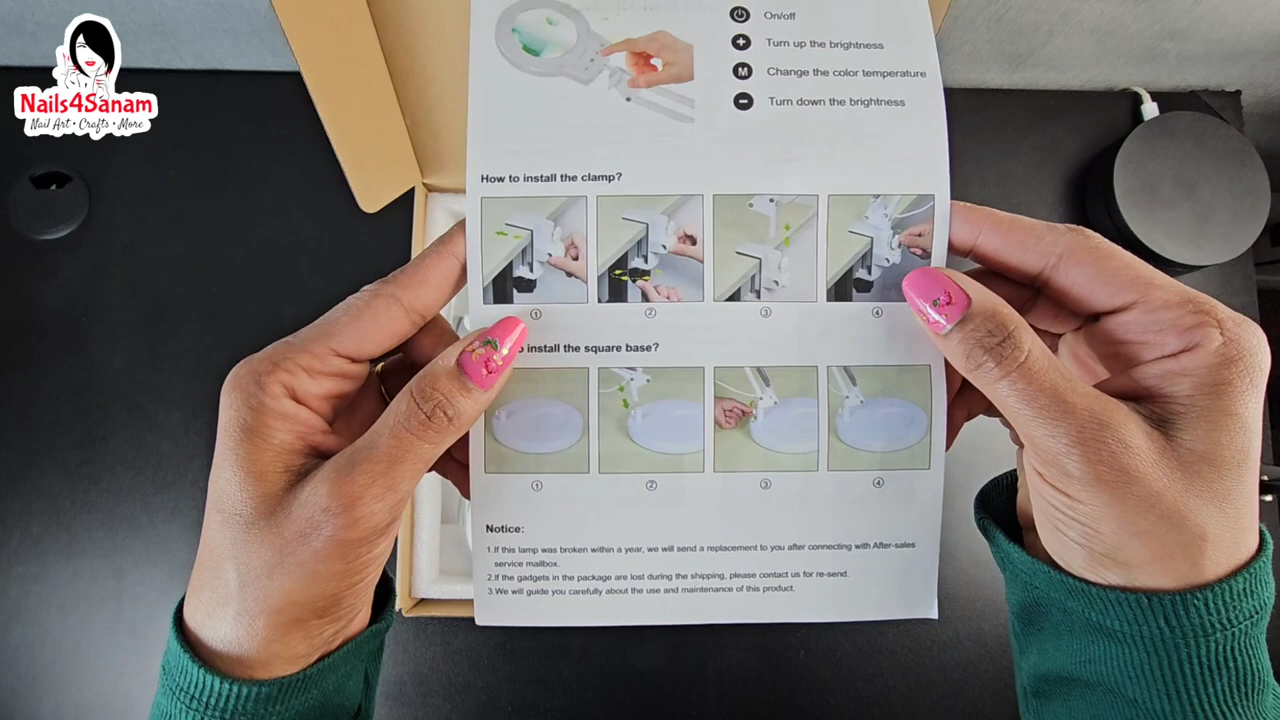 Nails4Sanam
Nail Art • Crafts • More
On/off
Turn up the brightness
M Change the color temperature
Turn down the brightness
How to install the clamp?
① ② ③ ④
install the square base?
① ② ③ ④
Notice:
1.If this lamp was broken within a year, we will send a replacement to you after connecting with After-sales
service mailbox.
2.If the gadgets in the package are lost during the shipping, please contact us for re-send.
3.We will guide you carefully about the use and maintenance of this product.